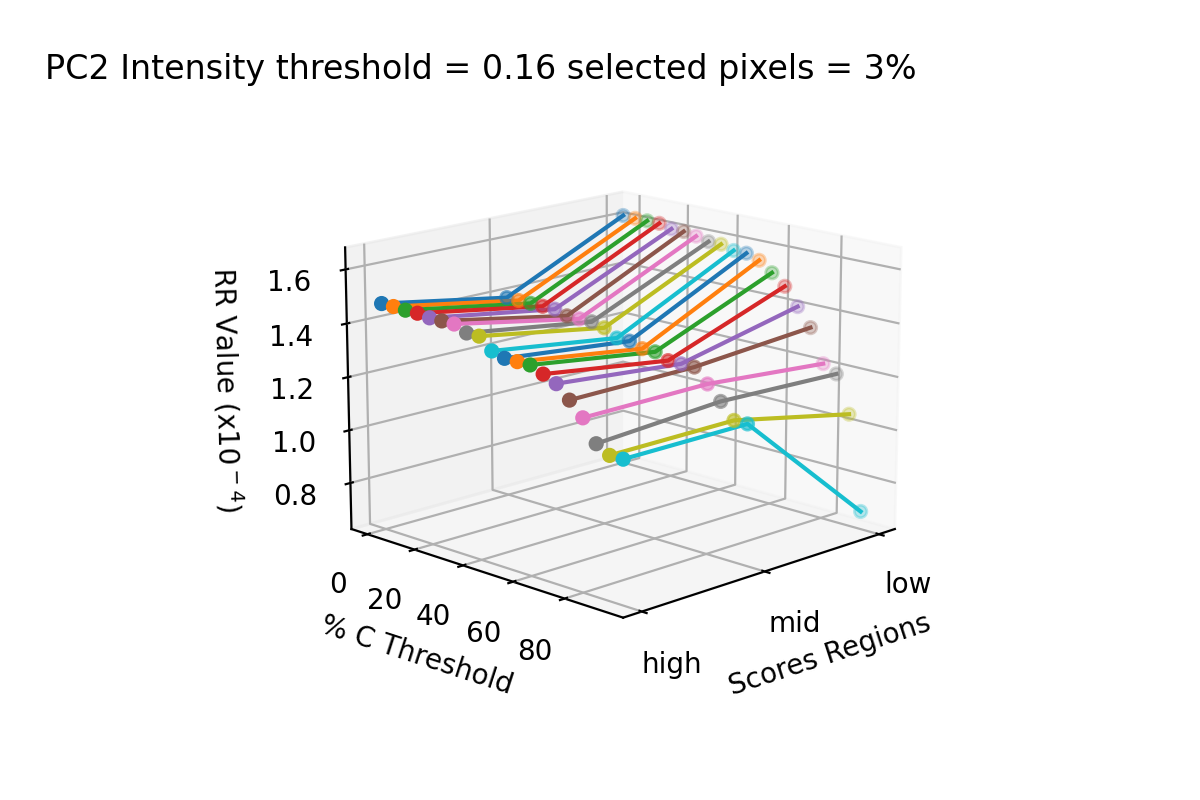 PC2 Intensity threshold = 0.16 selected pixels = 3%
RR Value (x10⁻⁴)
1.6
1.4
1.2
1.0
0.8
0
20
40
60
80
% C Threshold
high
mid
low
Scores Regions